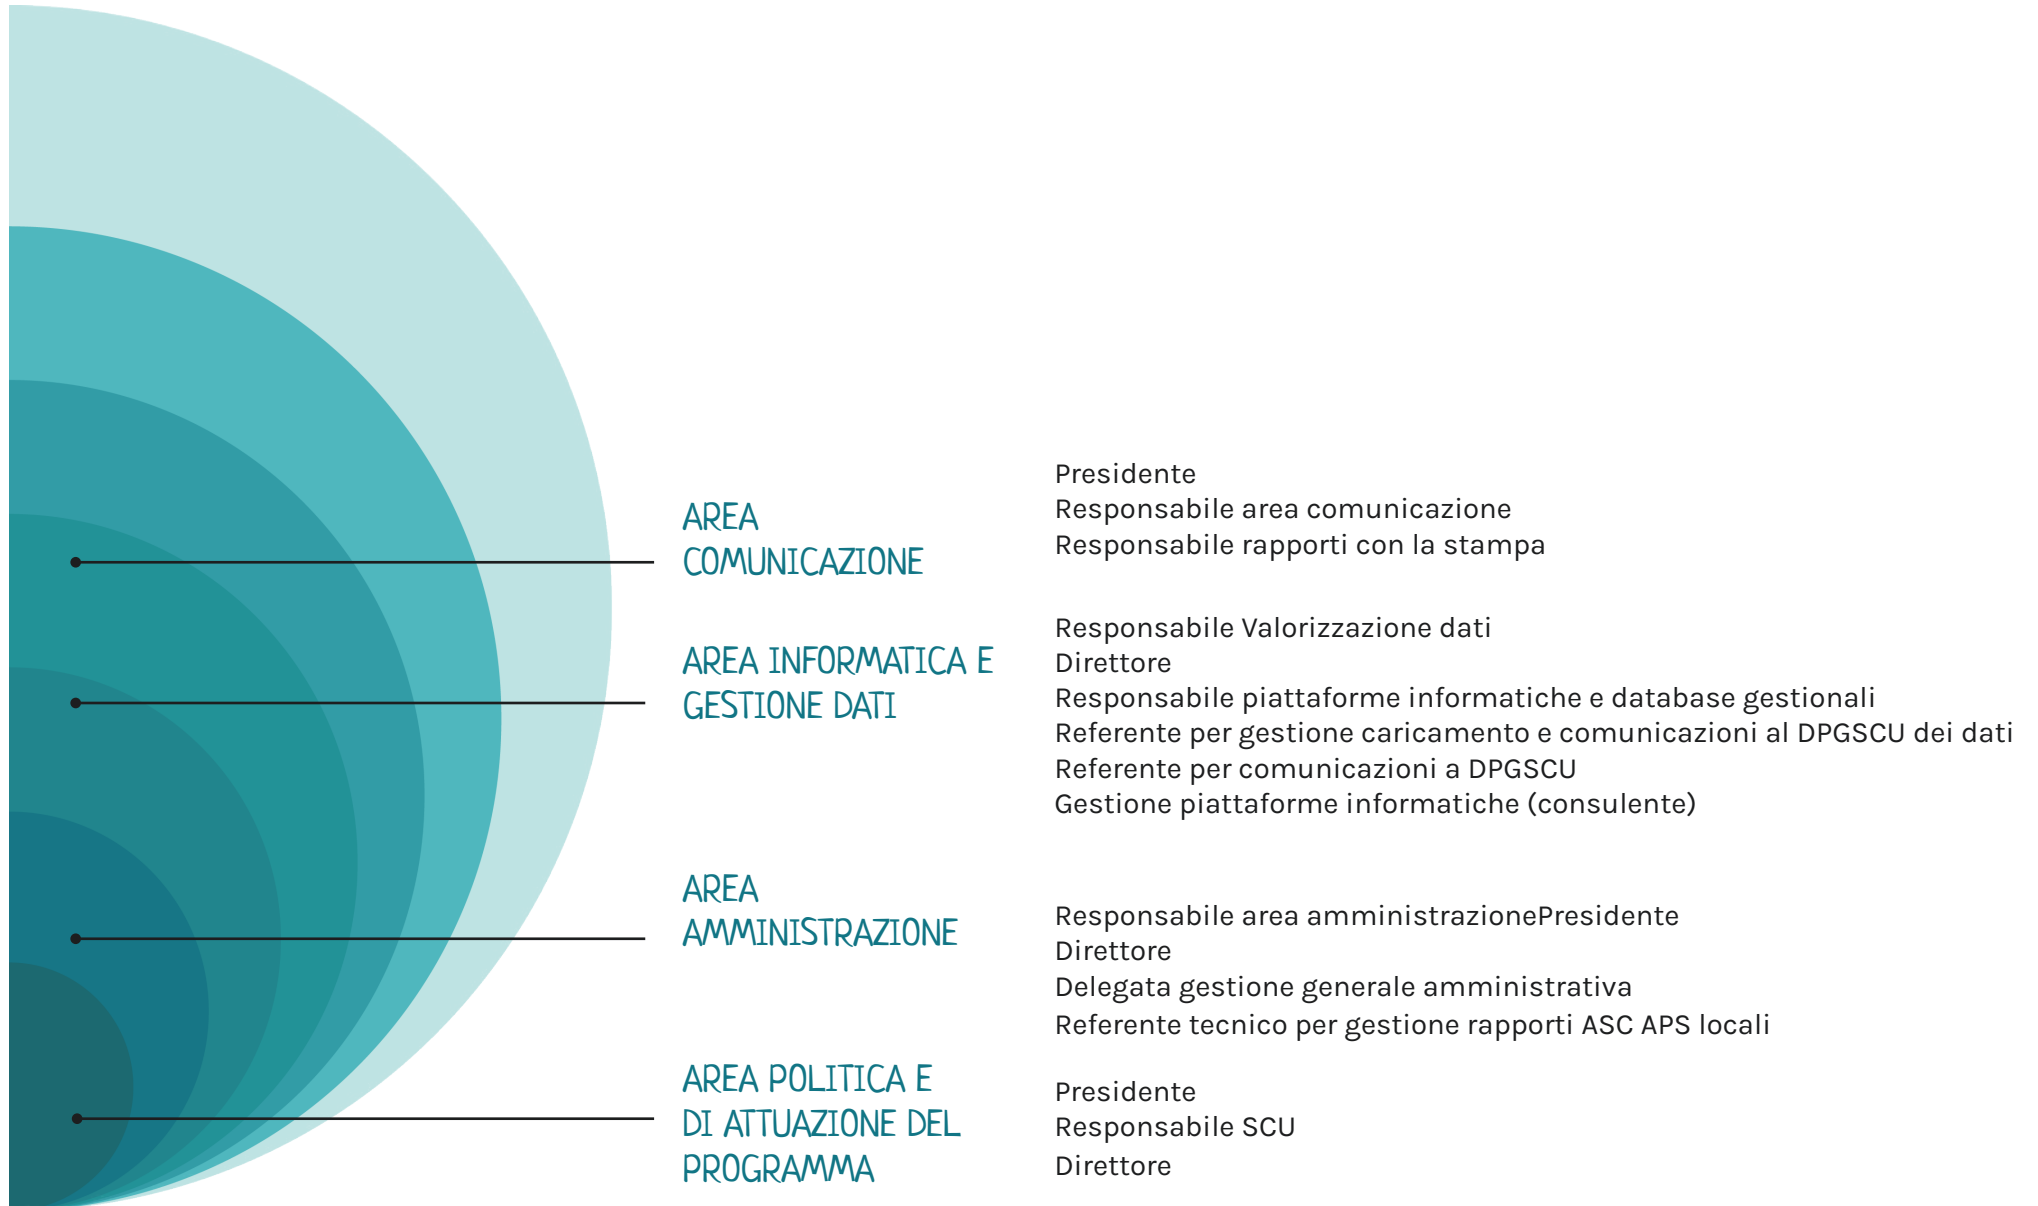 AREA
COMUNICAZIONE
Presidente
Responsabile area comunicazione
Responsabile rapporti con la stampa
AREA INFORMATICA E
GESTIONE DATI
Responsabile Valorizzazione dati
Direttore
Responsabile piattaforme informatiche e database gestionali
Referente per gestione caricamento e comunicazioni al DPGSCU dei dati
Referente per comunicazioni a DPGSCU
Gestione piattaforme informatiche (consulente)
AREA
AMMINISTRAZIONE
Responsabile area amministrazionePresidente
Direttore
Delegata gestione generale amministrativa
Referente tecnico per gestione rapporti ASC APS locali
AREA POLITICA E
DI ATTUAZIONE DEL
PROGRAMMA
Presidente
Responsabile SCU
Direttore